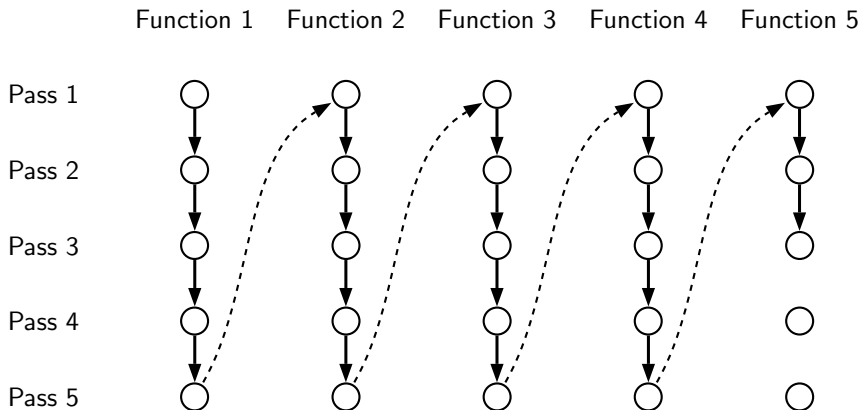 Function 1 Function 2 Function 3 Function 4 Function 5
Pass 1
Pass 2
Pass 3
Pass 4
Pass 5